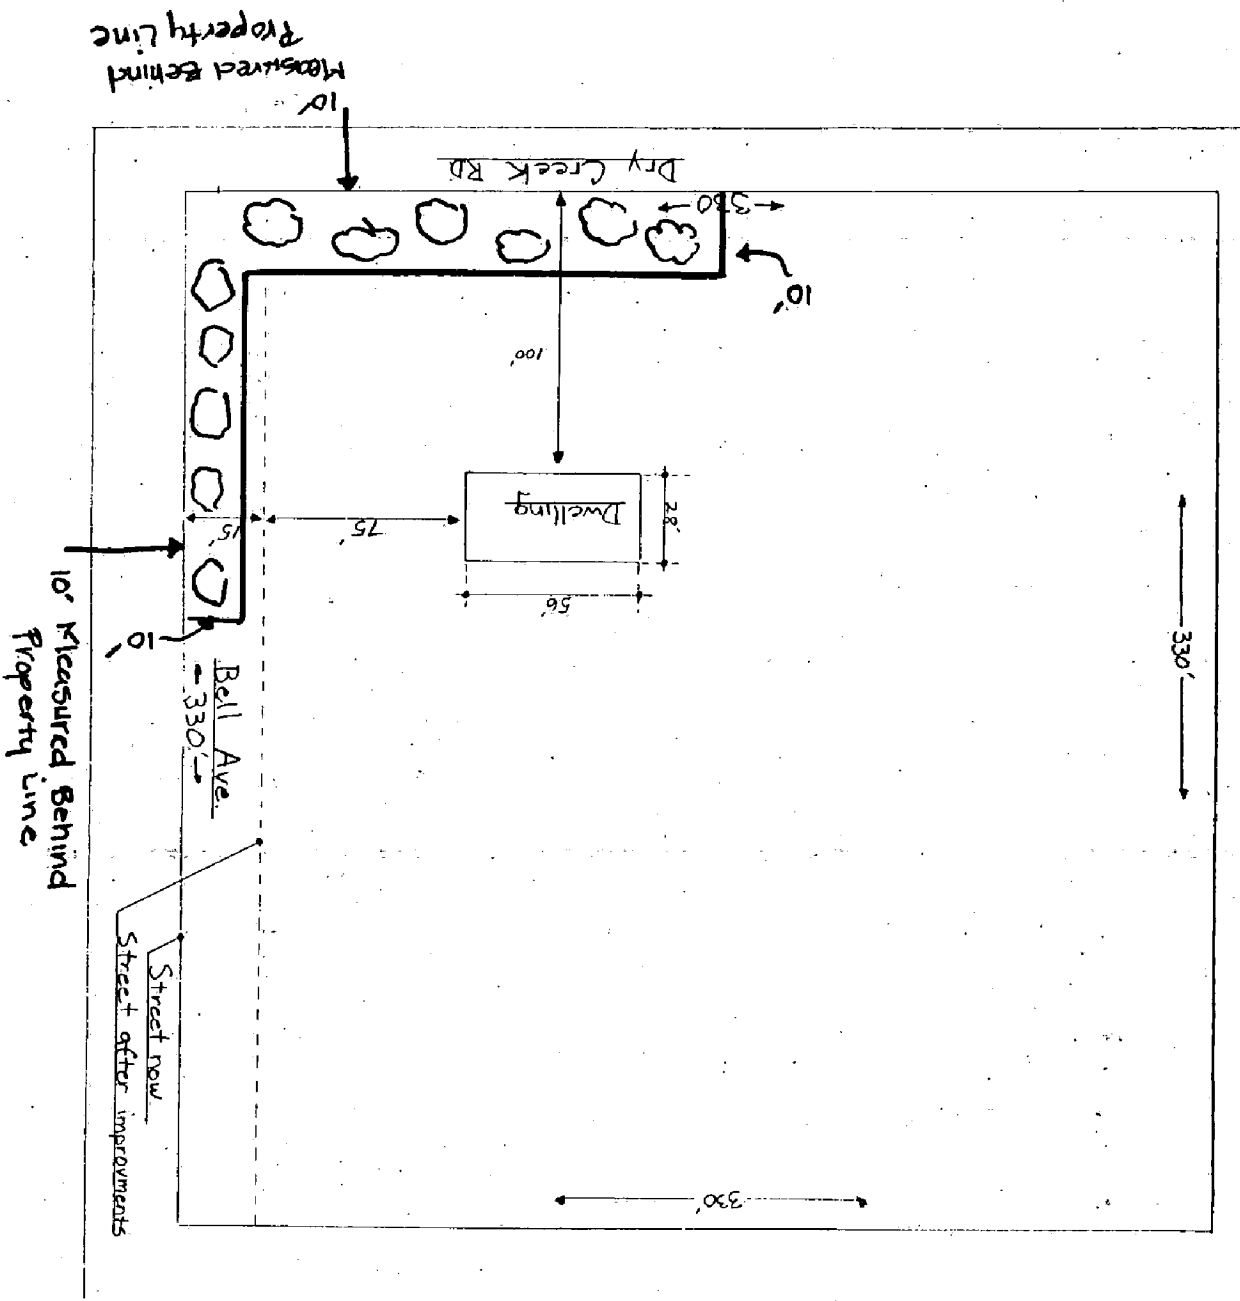 10'
Measured Behind
Property Line
Dry Creek RD
330
10'
100'
Dwelling
28'
56'
75'
15'
10'
10' Measured Behind
Property Line
Bell Ave.
330'
330'
Street now
Street after improvments
330'